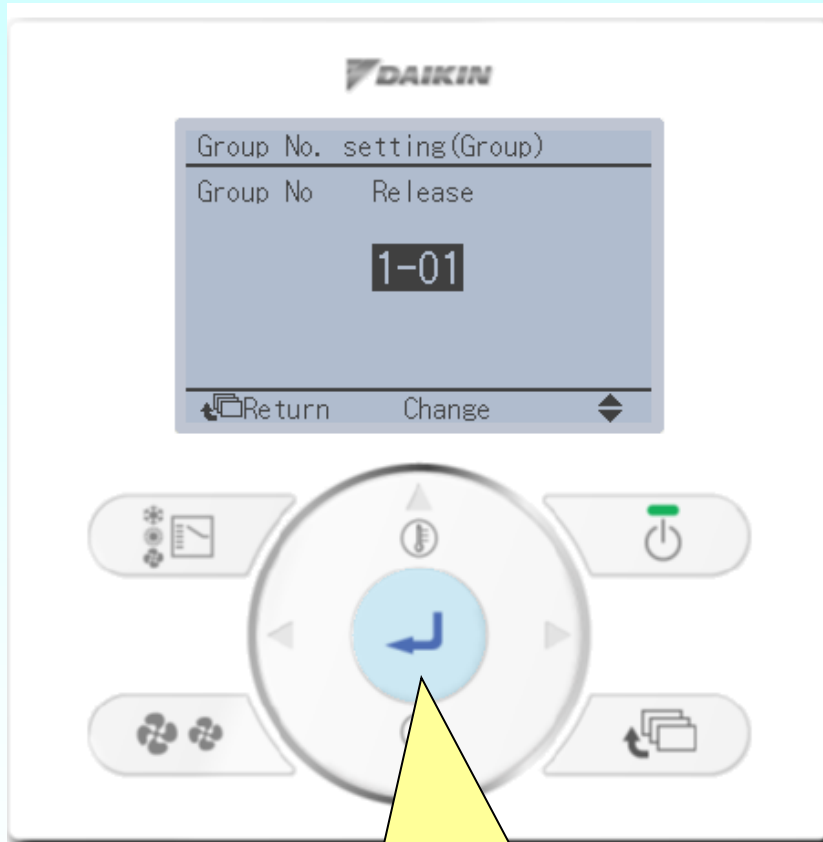 DAIKIN
Group No. setting(Group)
Group No Release
1-01
Return Change